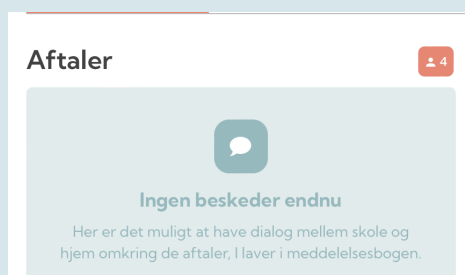 Aftaler
4
Ingen beskeder endnu
Her er det muligt at have dialog mellem skole og
hjem omkring de aftaler, I laver i meddelelsesbogen.